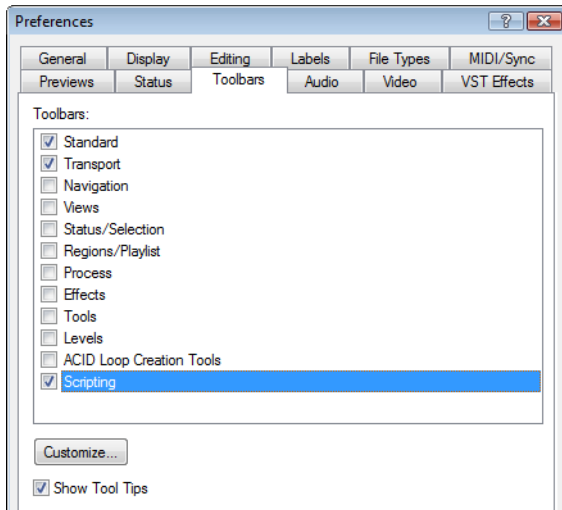 Preferences
General Display Editing Labels File Types MIDI/Sync
Previews Status Toolbars Audio Video VST Effects
Toolbars:
Standard
Transport
Navigation
Views
Status/Selection
Regions/Playlist
Process
Effects
Tools
Levels
ACID Loop Creation Tools
Scripting
Customize...
Show Tool Tips